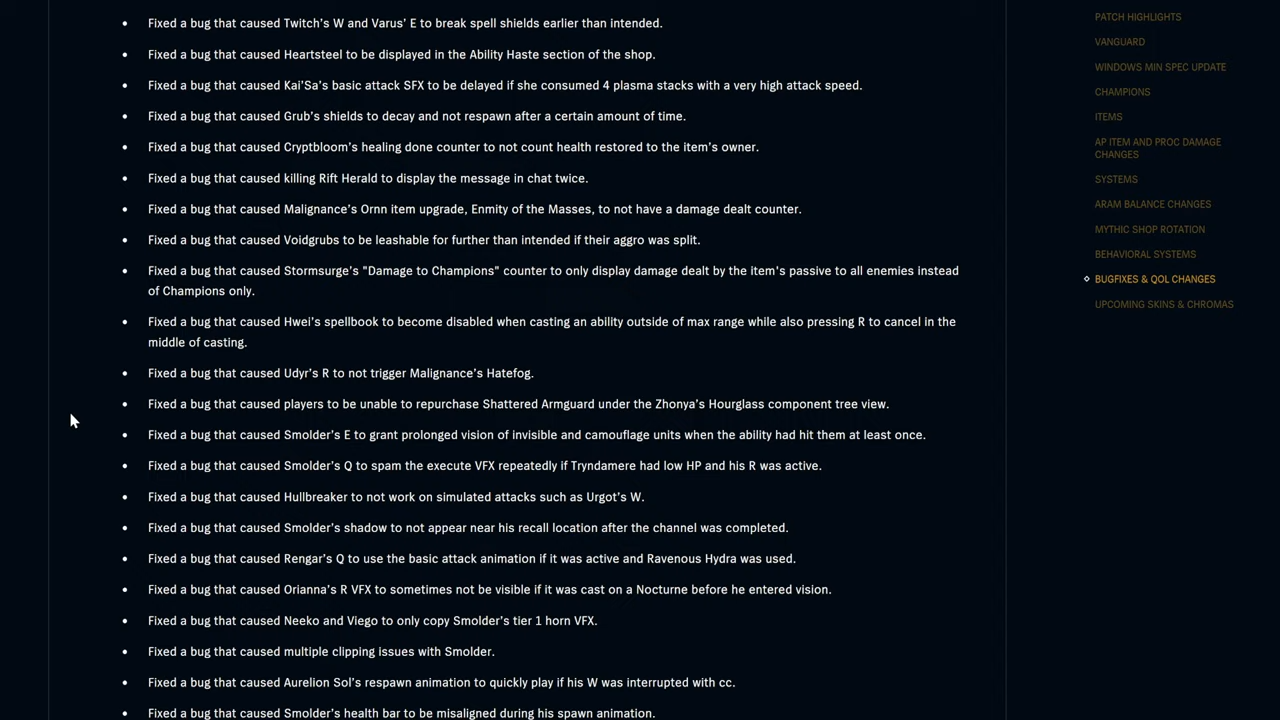 Fixed a bug that caused Twitch's W and Varus' E to break spell shields earlier than intended.
Fixed a bug that caused Heartsteel to be displayed in the Ability Haste section of the shop.
Fixed a bug that caused Kai'Sa's basic attack SFX to be delayed if she consumed 4 plasma stacks with a very high attack speed.
Fixed a bug that caused Grub's shields to decay and not respawn after a certain amount of time.
Fixed a bug that caused Cryptbloom's healing done counter to not count health restored to the item's owner.
Fixed a bug that caused killing Rift Herald to display the message in chat twice.
Fixed a bug that caused Malignance's Ornn item upgrade, Enmity of the Masses, to not have a damage dealt counter.
Fixed a bug that caused Voidgrubs to be leashable for further than intended if their aggro was split.
Fixed a bug that caused Stormsurge's "Damage to Champions" counter to only display damage dealt by the item's passive to all enemies instead
of Champions only.
Fixed a bug that caused Hwei's spellbook to become disabled when casting an ability outside of max range while also pressing R to cancel in the
middle of casting.
Fixed a bug that caused Udyr's R to not trigger Malignance's Hatefog.
Fixed a bug that caused players to be unable to repurchase Shattered Armguard under the Zhonya's Hourglass component tree view.
Fixed a bug that caused Smolder's E to grant prolonged vision of invisible and camouflage units when the ability had hit them at least once.
Fixed a bug that caused Smolder's Q to spam the execute VFX repeatedly if Tryndamere had low HP and his R was active.
Fixed a bug that caused Hullbreaker to not work on simulated attacks such as Urgot's W.
Fixed a bug that caused Smolder's shadow to not appear near his recall location after the channel was completed.
Fixed a bug that caused Rengar's Q to use the basic attack animation if it was active and Ravenous Hydra was used.
Fixed a bug that caused Orianna's R VFX to sometimes not be visible if it was cast on a Nocturne before he entered vision.
Fixed a bug that caused Neeko and Viego to only copy Smolder's tier 1 horn VFX.
Fixed a bug that caused multiple clipping issues with Smolder.
Fixed a bug that caused Aurelion Sol's respawn animation to quickly play if his W was interrupted with cc.
Fixed a bug that caused Smolder's health bar to be misaligned during his spawn animation.
PATCH HIGHLIGHTS
VANGUARD
WINDOWS MIN SPEC UPDATE
CHAMPIONS
ITEMS
AP ITEM AND PROC DAMAGE
CHANGES
SYSTEMS
ARAM BALANCE CHANGES
MYTHIC SHOP ROTATION
BEHAVIORAL SYSTEMS
BUGFIXES & QOL CHANGES
UPCOMING SKINS & CHROMAS